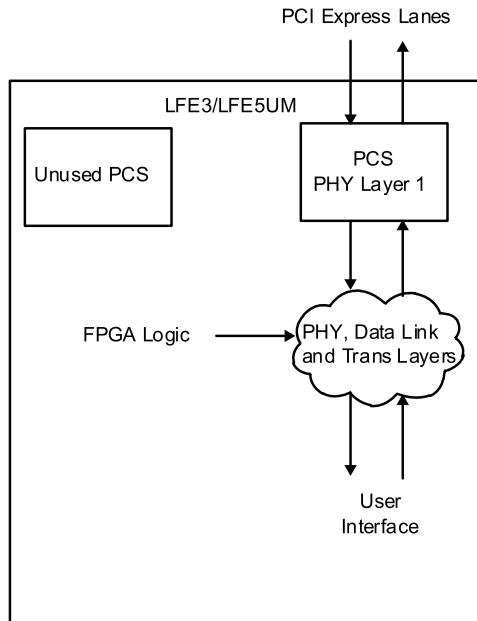 PCI Express Lanes
LFE3/LFE5UM
Unused PCS
PCS
PHY Layer 1
FPGA Logic
PHY, Data Link
and Trans Layers
User
Interface